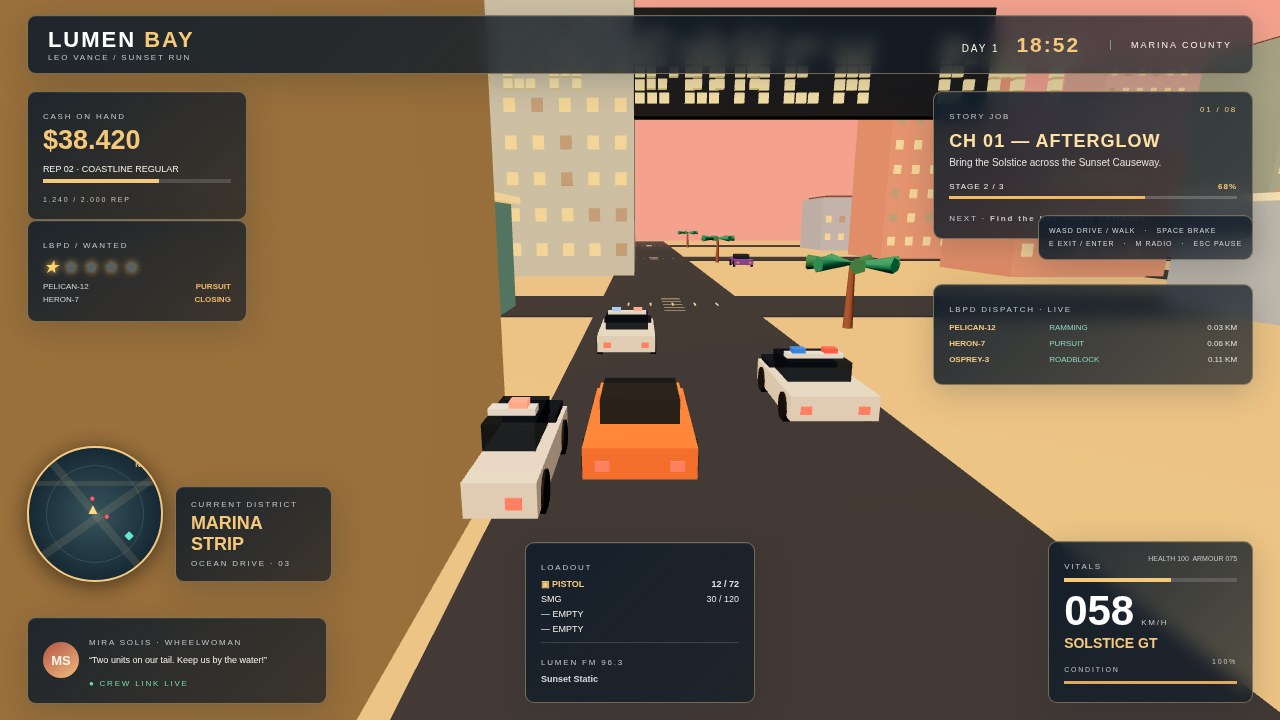 LUMEN BAY
LEO VANCE / SUNSET RUN
DAY 1 18:52 MARINA COUNTY
CASH ON HAND
$38.420
REP 02 · COASTLINE REGULAR
1.240 / 2.000 REP
LBPD / WANTED
PELICAN-12 PURSUIT
HERON-7 CLOSING
01 / 08
STORY JOB
CH 01 — AFTERGLOW
Bring the Solstice across the Sunset Causeway.
STAGE 2 / 3 68%
NEXT · Find the
WASD DRIVE / WALK · SPACE BRAKE
E EXIT / ENTER · M RADIO · ESC PAUSE
LBPD DISPATCH · LIVE
PELICAN-12 RAMMING 0.03 KM
HERON-7 PURSUIT 0.06 KM
OSPREY-3 ROADBLOCK 0.11 KM
CURRENT DISTRICT
MARINA
STRIP
OCEAN DRIVE · 03
MS
MIRA SOLIS · WHEELWOMAN
“Two units on our tail. Keep us by the water!”
● CREW LINK LIVE
LOADOUT
▣ PISTOL 12 / 72
SMG 30 / 120
— EMPTY
— EMPTY
LUMEN FM 96.3
Sunset Static
HEALTH 100 ARMOUR 075
VITALS
058 KM/H
SOLSTICE GT
100%
CONDITION